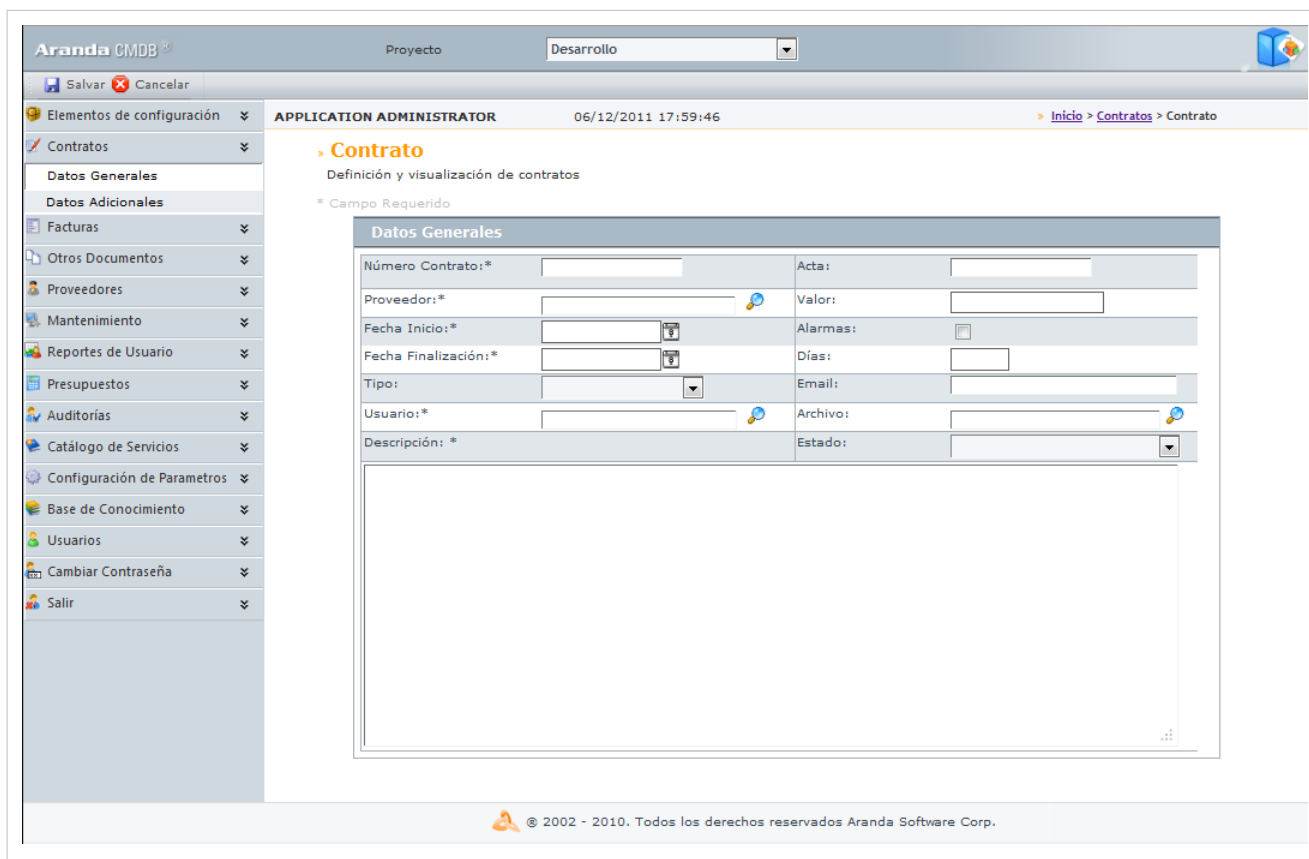 Aranda CMDB ®
Proyecto
Desarrollo
Salvar Cancelar
Elementos de configuración
Contratos
Datos Generales
Datos Adicionales
Facturas
Otros Documentos
Proveedores
Mantenimiento
Reportes de Usuario
Presupuestos
Auditorías
Catálogo de Servicios
Configuración de Parametros
Base de Conocimiento
Usuarios
Cambiar Contraseña
Salir
APPLICATION ADMINISTRATOR 06/12/2011 17:59:46 » Inicio > Contratos > Contrato
» Contrato
Definición y visualización de contratos
* Campo Requerido
Datos Generales
Número Contrato:* Acta:
Proveedor:* Valor:
Fecha Inicio:* Alarmas:
Fecha Finalización:* Días:
Tipo: Email:
Usuario:* Archivo:
Descripción: * Estado:
® 2002 - 2010. Todos los derechos reservados Aranda Software Corp.